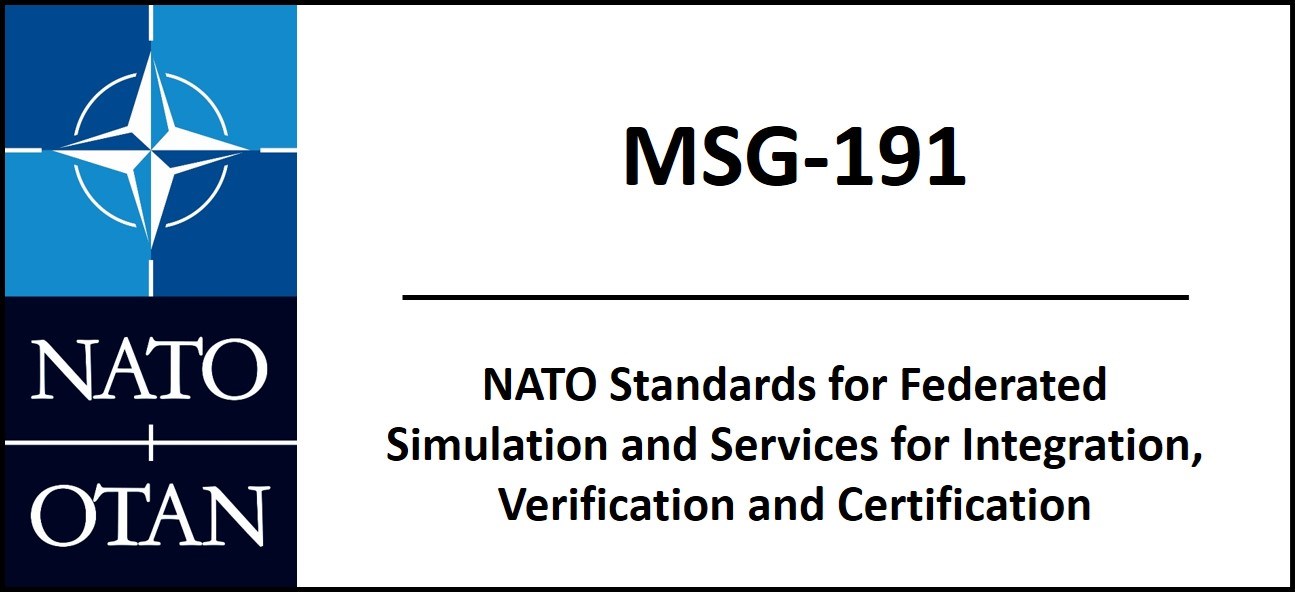 NATO
OTAN
MSG-191
NATO Standards for Federated
Simulation and Services for Integration,
Verification and Certification